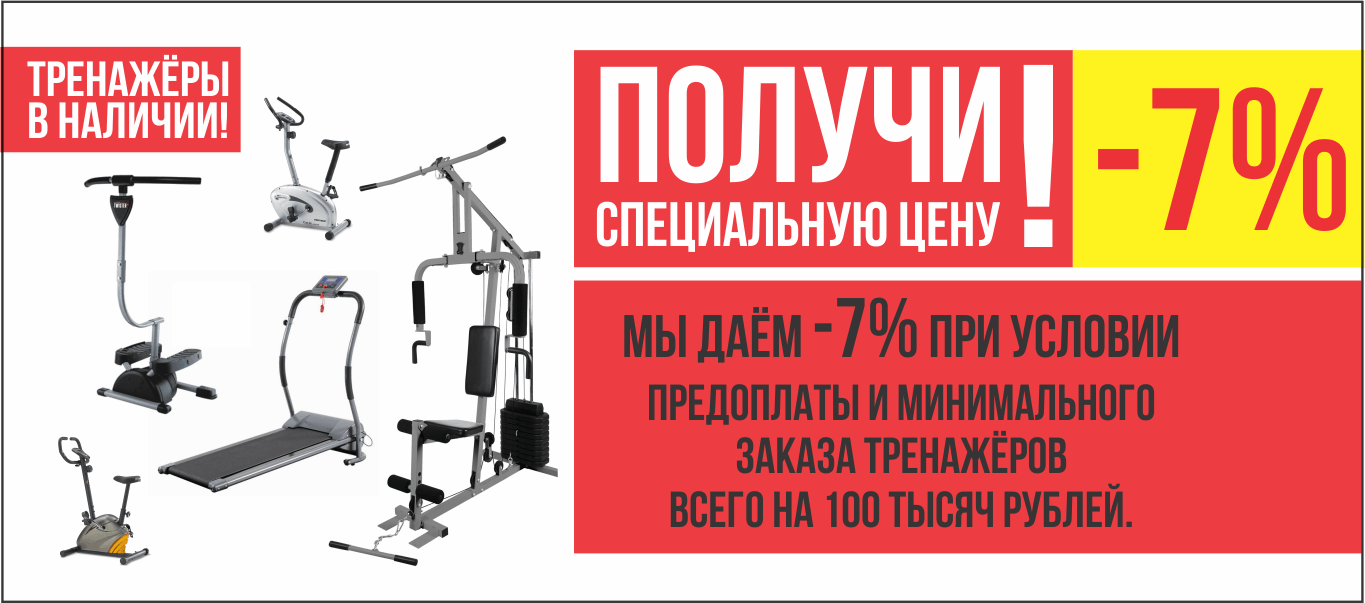 ТРЕНАЖЁРЫ
В НАЛИЧИИ!
ПОЛУЧИ!
СПЕЦИАЛЬНУЮ ЦЕНУ
-7%
TWISTER
МЫ ДАЁМ -7% ПРИ УСЛОВИИ
ПРЕДОПЛАТЫ И МИНИМАЛЬНОГО
ЗАКАЗА ТРЕНАЖЁРОВ
ВСЕГО НА 100 ТЫСЯЧ РУБЛЕЙ.